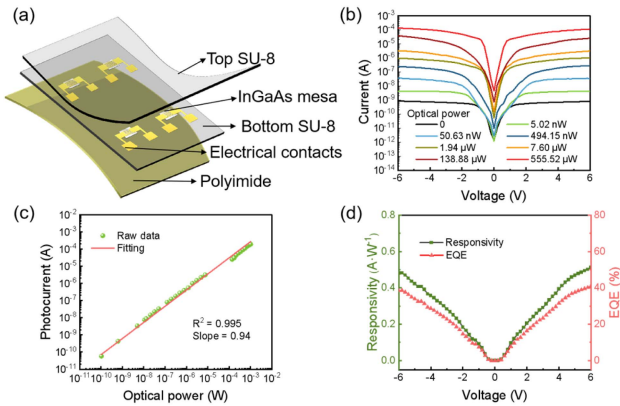 (a)
Top SU-8
InGaAs mesa
Bottom SU-8
Electrical contacts
Polyimide
(b)
Current (A)
10⁻³
10⁻⁴
10⁻⁵
10⁻⁶
10⁻⁷
10⁻⁸
10⁻⁹
10⁻¹⁰
10⁻¹¹
10⁻¹²
10⁻¹³
10⁻¹⁴
Optical power
0 5.02 nW
50.63 nW 494.15 nW
1.94 µW 7.60 µW
138.88 µW 555.52 µW
-6 -4 -2 0 2 4 6
Voltage (V)
(c)
Photocurrent (A)
10⁻²
10⁻³
10⁻⁴
10⁻⁵
10⁻⁶
10⁻⁷
10⁻⁸
10⁻⁹
10⁻¹⁰
10⁻¹¹
Raw data
Fitting
R² = 0.995
Slope = 0.94
10⁻¹¹ 10⁻¹⁰ 10⁻⁹ 10⁻⁸ 10⁻⁷ 10⁻⁶ 10⁻⁵ 10⁻⁴ 10⁻³ 10⁻²
Optical power (W)
(d)
Responsivity (A·W⁻¹)
0.8
0.6
0.4
0.2
0.0
Responsivity
EQE
80
60
40
20
0
EQE (%)
-6 -4 -2 0 2 4 6
Voltage (V)